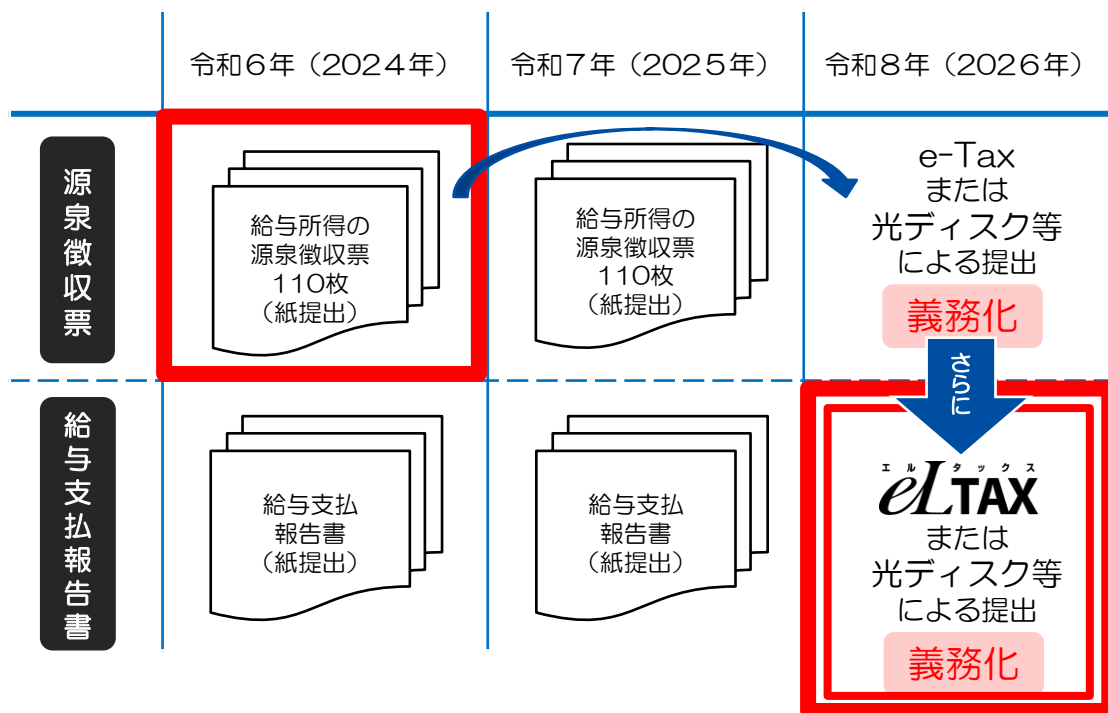 令和6年（2024年）
令和7年（2025年）
令和8年（2026年）
源泉徴収票
給与所得の
源泉徴収票
110枚
（紙提出）
給与所得の
源泉徴収票
110枚
（紙提出）
e-Tax
または
光ディスク等
による提出
義務化
さらに
給与支払報告書
給与支払
報告書
（紙提出）
給与支払
報告書
（紙提出）
エルタックス
eLTAX
または
光ディスク等
による提出
義務化